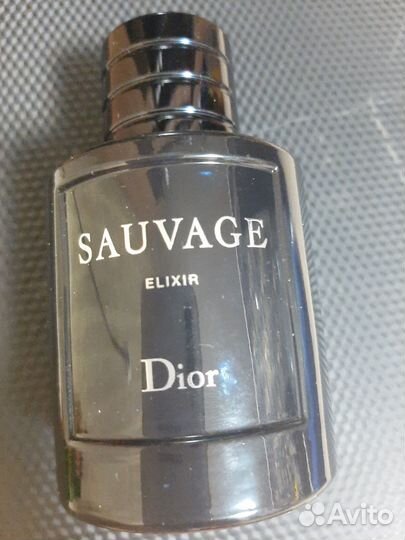 SAUVAGE
ELIXIR
Dior
Avito